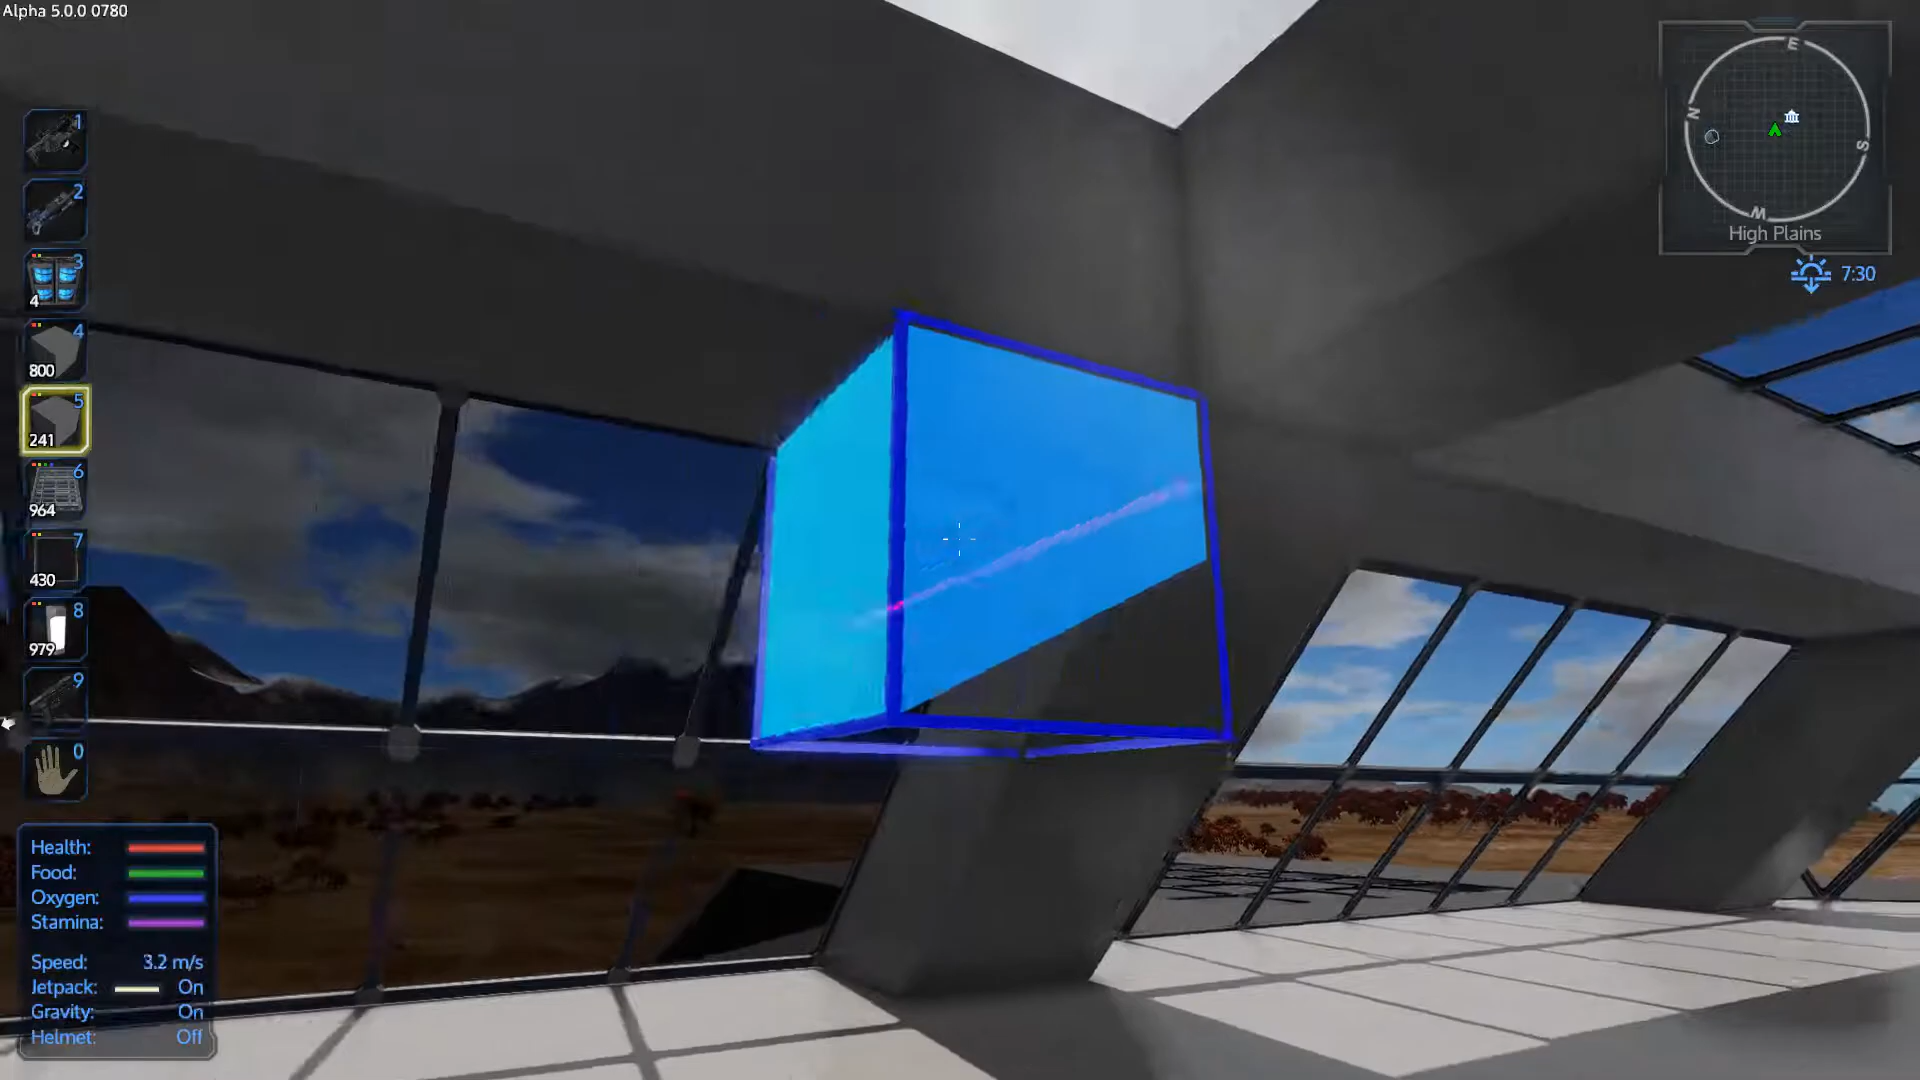 Alpha 5.0.0 0780
E
N
S
W
High Plains
7:30
1
2
3
4
4
800
5
241
6
964
7
430
8
979
9
0
Health:
Food:
Oxygen:
Stamina:
Speed: 3.2 m/s
Jetpack: On
Gravity: On
Helmet: Off